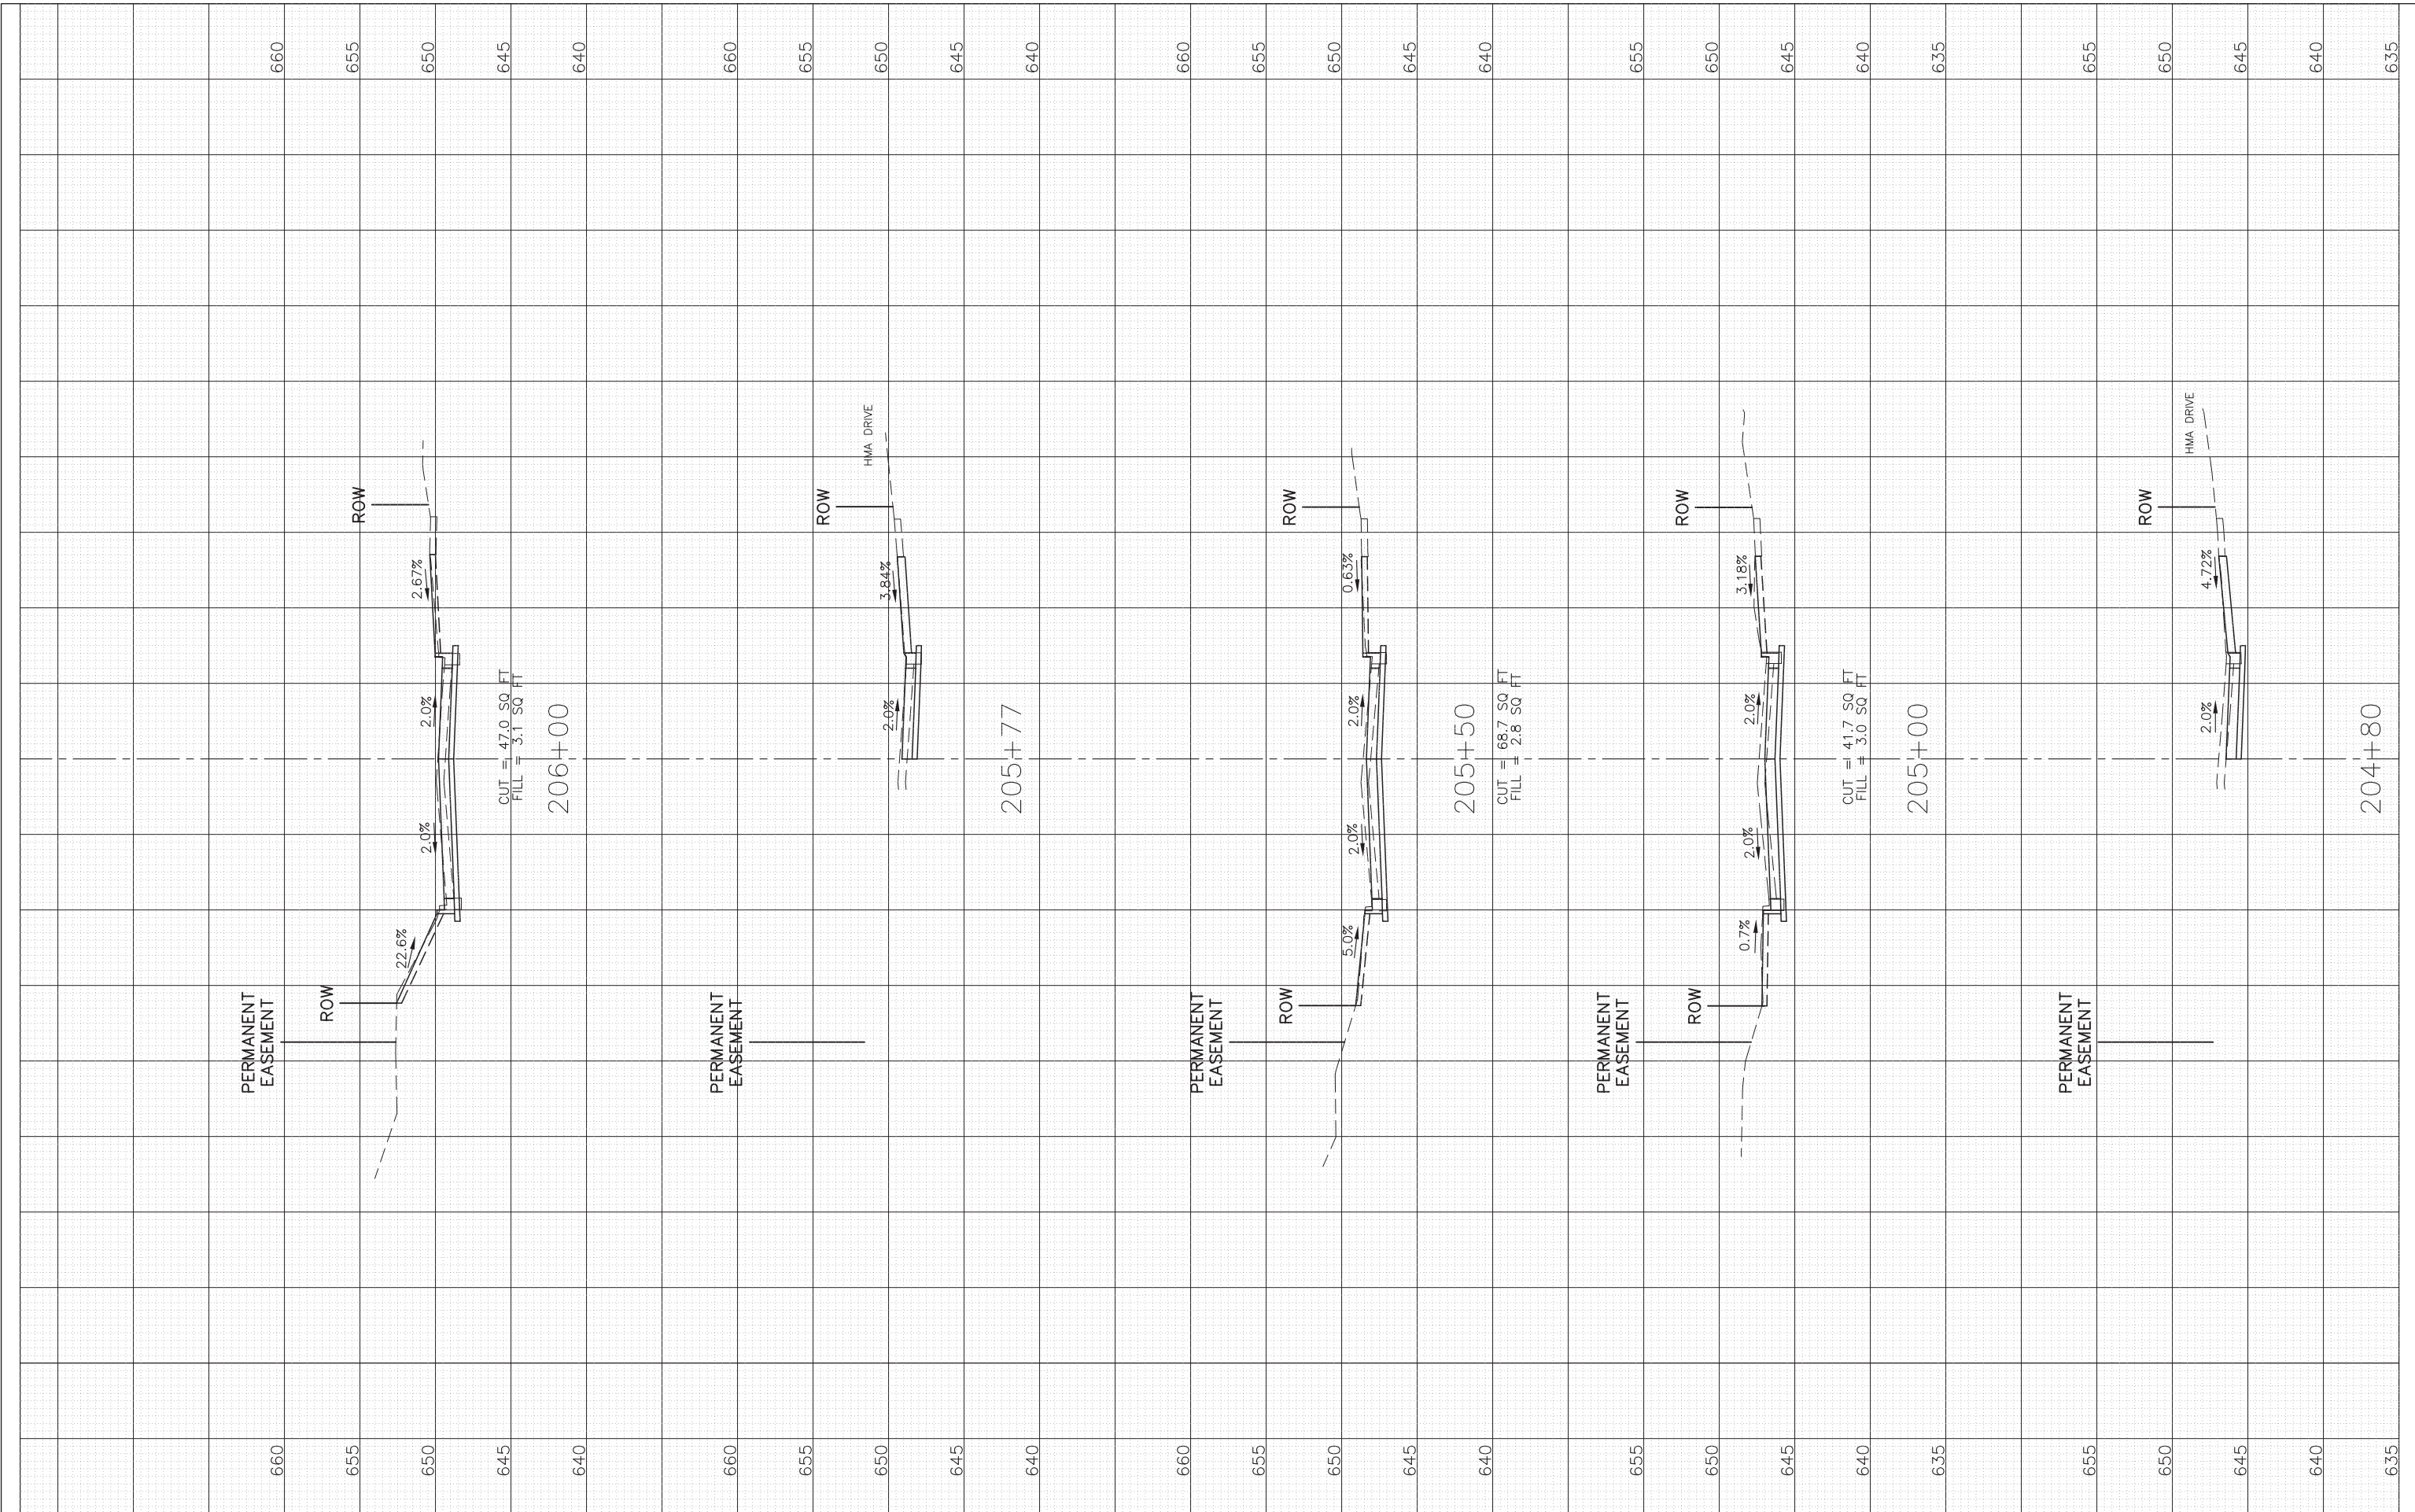 PERMANENT
EASEMENT
660 660
ROW
655 ROW 655
22.6%
2.67%
650 2.0% 2.0% 650
645 645
CUT = 47.0 SQ FT
FILL = 3.1 SQ FT
206+00
640 640
PERMANENT
EASEMENT
660 660
655 655
ROW
HMA DRIVE
650 650
3.84%
2.0%
645 645
205+77
640 640
PERMANENT
EASEMENT
660 660
655 655
ROW ROW
650 650
5.0% 2.0% 2.0% 0.63%
645 645
205+50
640 640
CUT = 68.7 SQ FT
FILL = 2.8 SQ FT
PERMANENT
EASEMENT
655 655
ROW ROW
650 650
0.7% 2.0% 2.0% 3.18%
645 645
CUT = 41.7 SQ FT
FILL = 3.0 SQ FT
640 640
205+00
635 635
PERMANENT
EASEMENT
655 655
ROW
650 650
HMA DRIVE
4.72%
2.0%
645 645
640 640
204+80
635 635